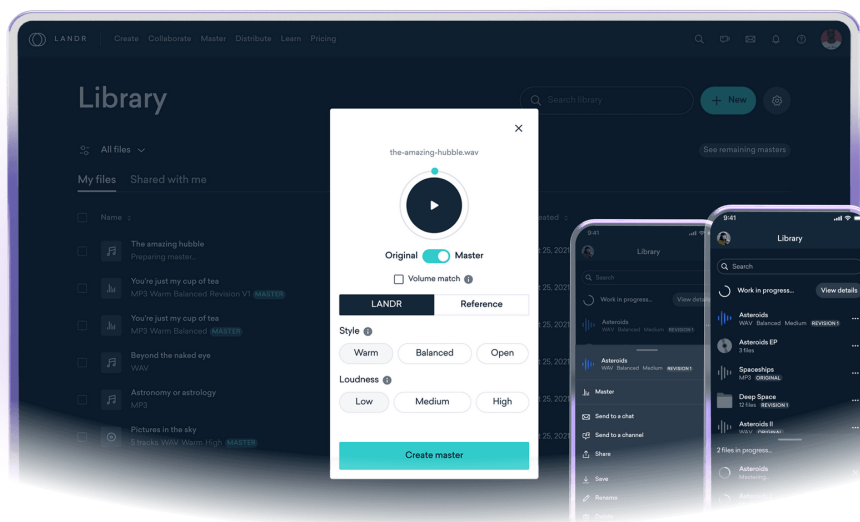 LANDR
Create Collaborate Master Distribute Learn Pricing
Library
Search library
+ New
All files
See remaining masters
My files Shared with me
Name
The amazing hubble
Preparing master...
You're just my cup of tea
MP3 Warm Balanced Revision V1 MASTER
You're just my cup of tea
MP3 Warm Balanced MASTER
Beyond the naked eye
WAV
Astronomy or astrology
MP3
Pictures in the sky
5 tracks WAV Warm High MASTER
the-amazing-hubble.wav
Original Master
Volume match
LANDR Reference
Style
Warm Balanced Open
Loudness
Low Medium High
Create master
9:41
Library
Search
Work in progress... View
Asteroids
WAV Balanced Medium REVISION 1
Asteroids
WAV Balanced Medium REVISION 1
Master
Send to a chat
Send to a channel
Share
Save
Rename
9:41
Library
Search
Work in progress... View details
Asteroids
WAV Balanced Medium REVISION 1
Asteroids EP
3 files
Spaceships
MP3 ORIGINAL
Deep Space
12 files REVISION 1
Asteroids II
WAV ORIGINAL
2 files in progress...
Asteroids
Mastering...